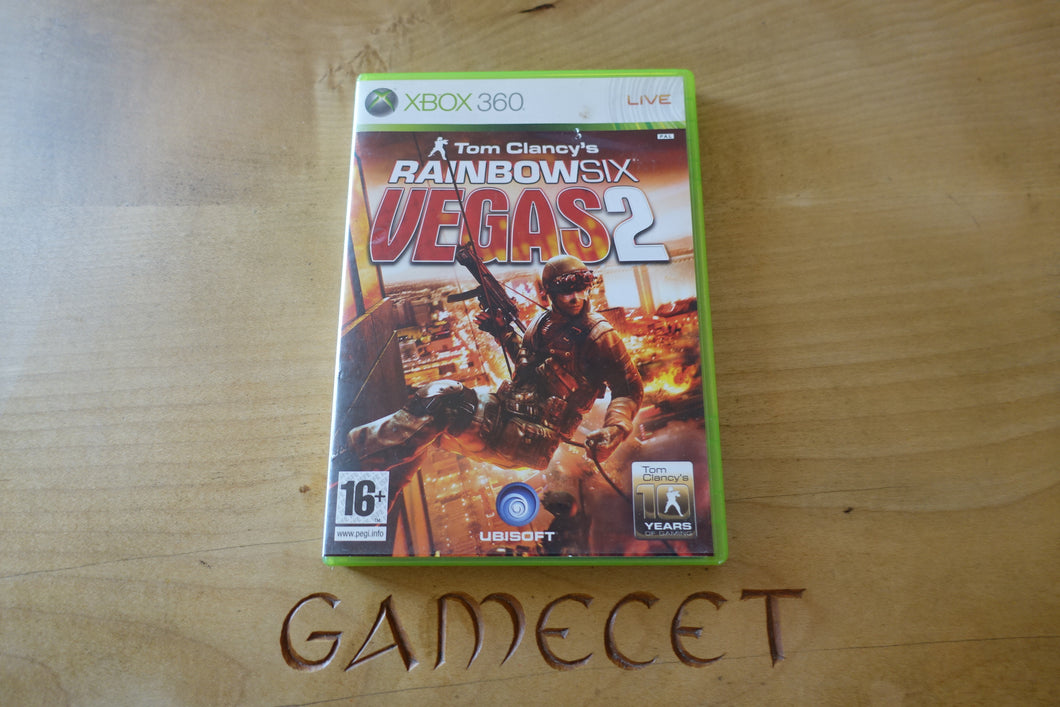 XBOX 360
LIVE
PAL
Tom Clancy's
RAINBOWSIX
VEGAS2
16+
www.pegi.info
UBISOFT
Tom
Clancy's
10
YEARS
OF GAMING
GAMECET